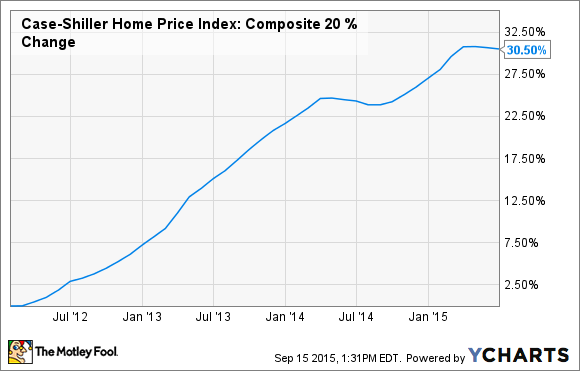 Case-Shiller Home Price Index: Composite 20 %
Change
32.50%
30.50%
27.50%
22.50%
17.50%
12.50%
7.50%
2.50%
Jul '12
Jan '13
Jul '13
Jan '14
Jul '14
Jan '15
The Motley Fool.
Sep 15 2015, 1:31PM EDT. Powered by YCHARTS